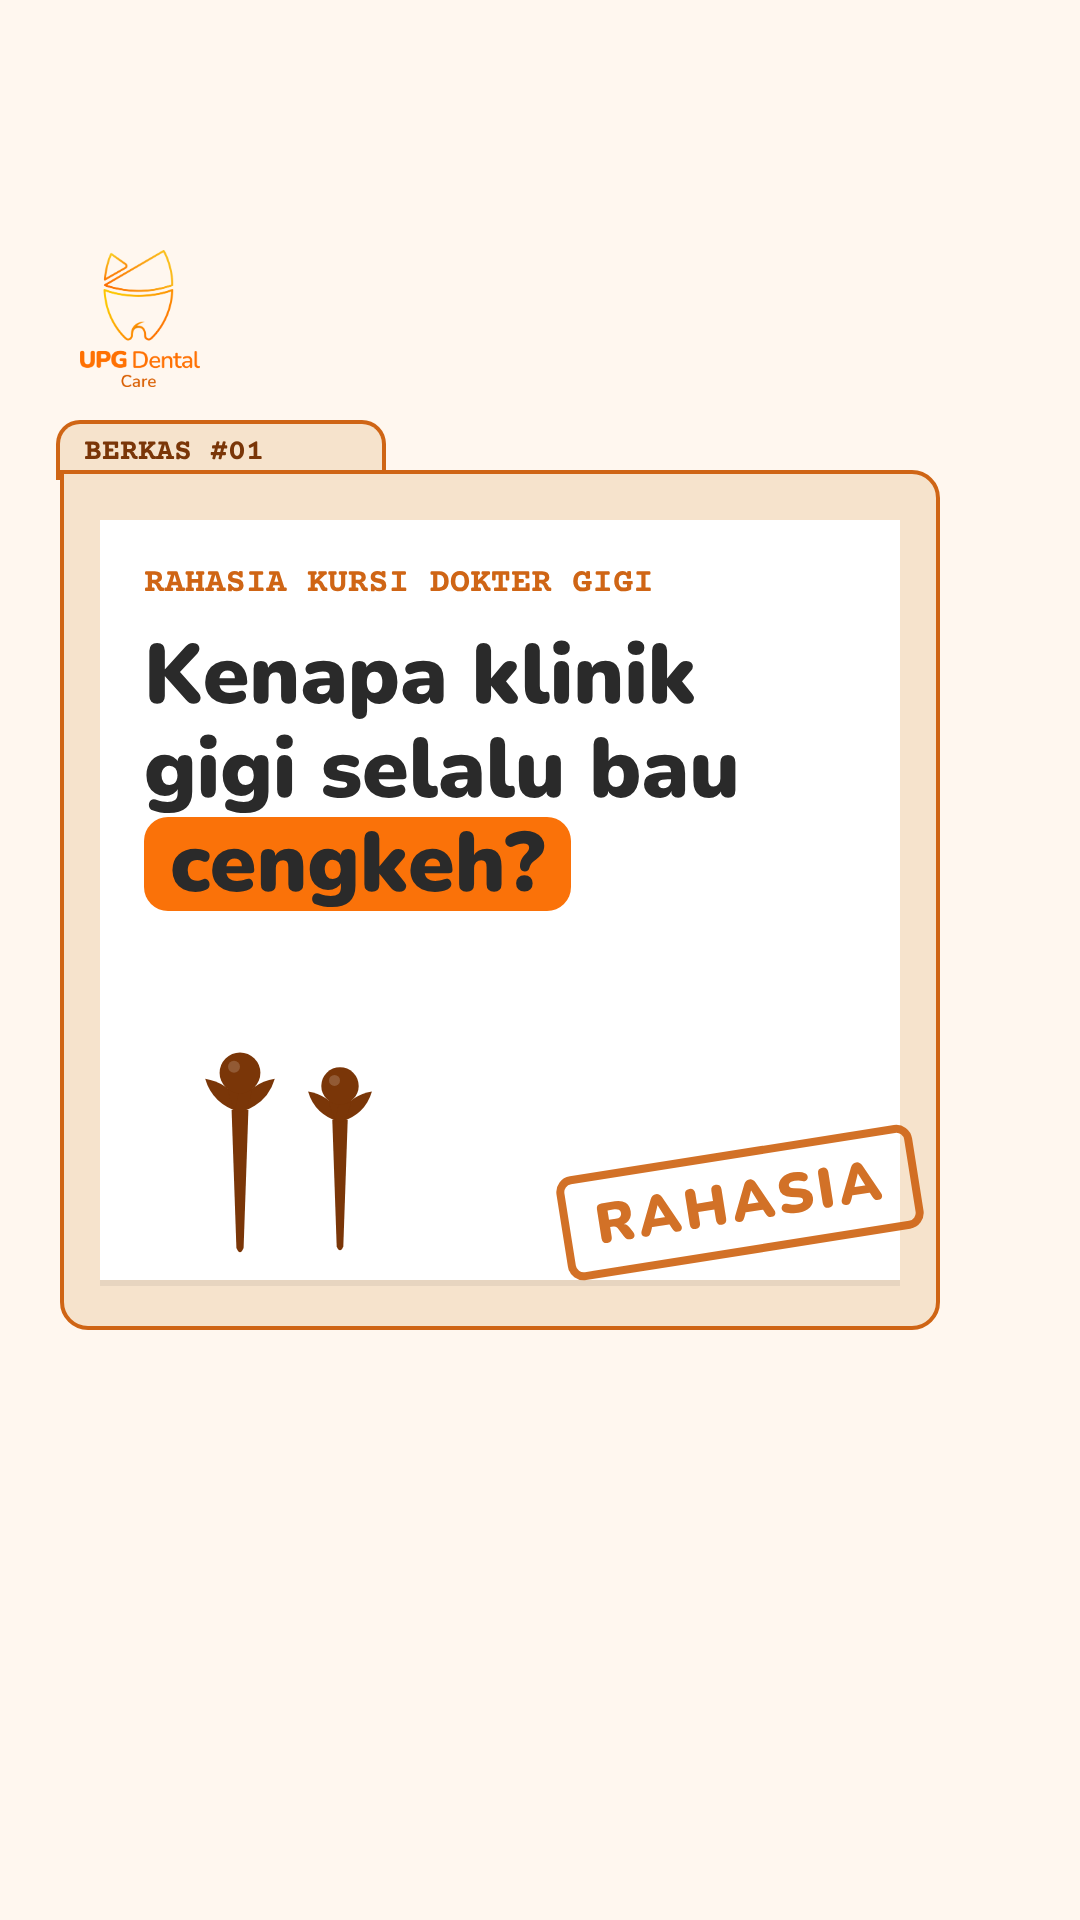 UPG Dental
Care
BERKAS #01
RAHASIA KURSI DOKTER GIGI
Kenapa klinik
gigi selalu bau
cengkeh?
RAHASIA